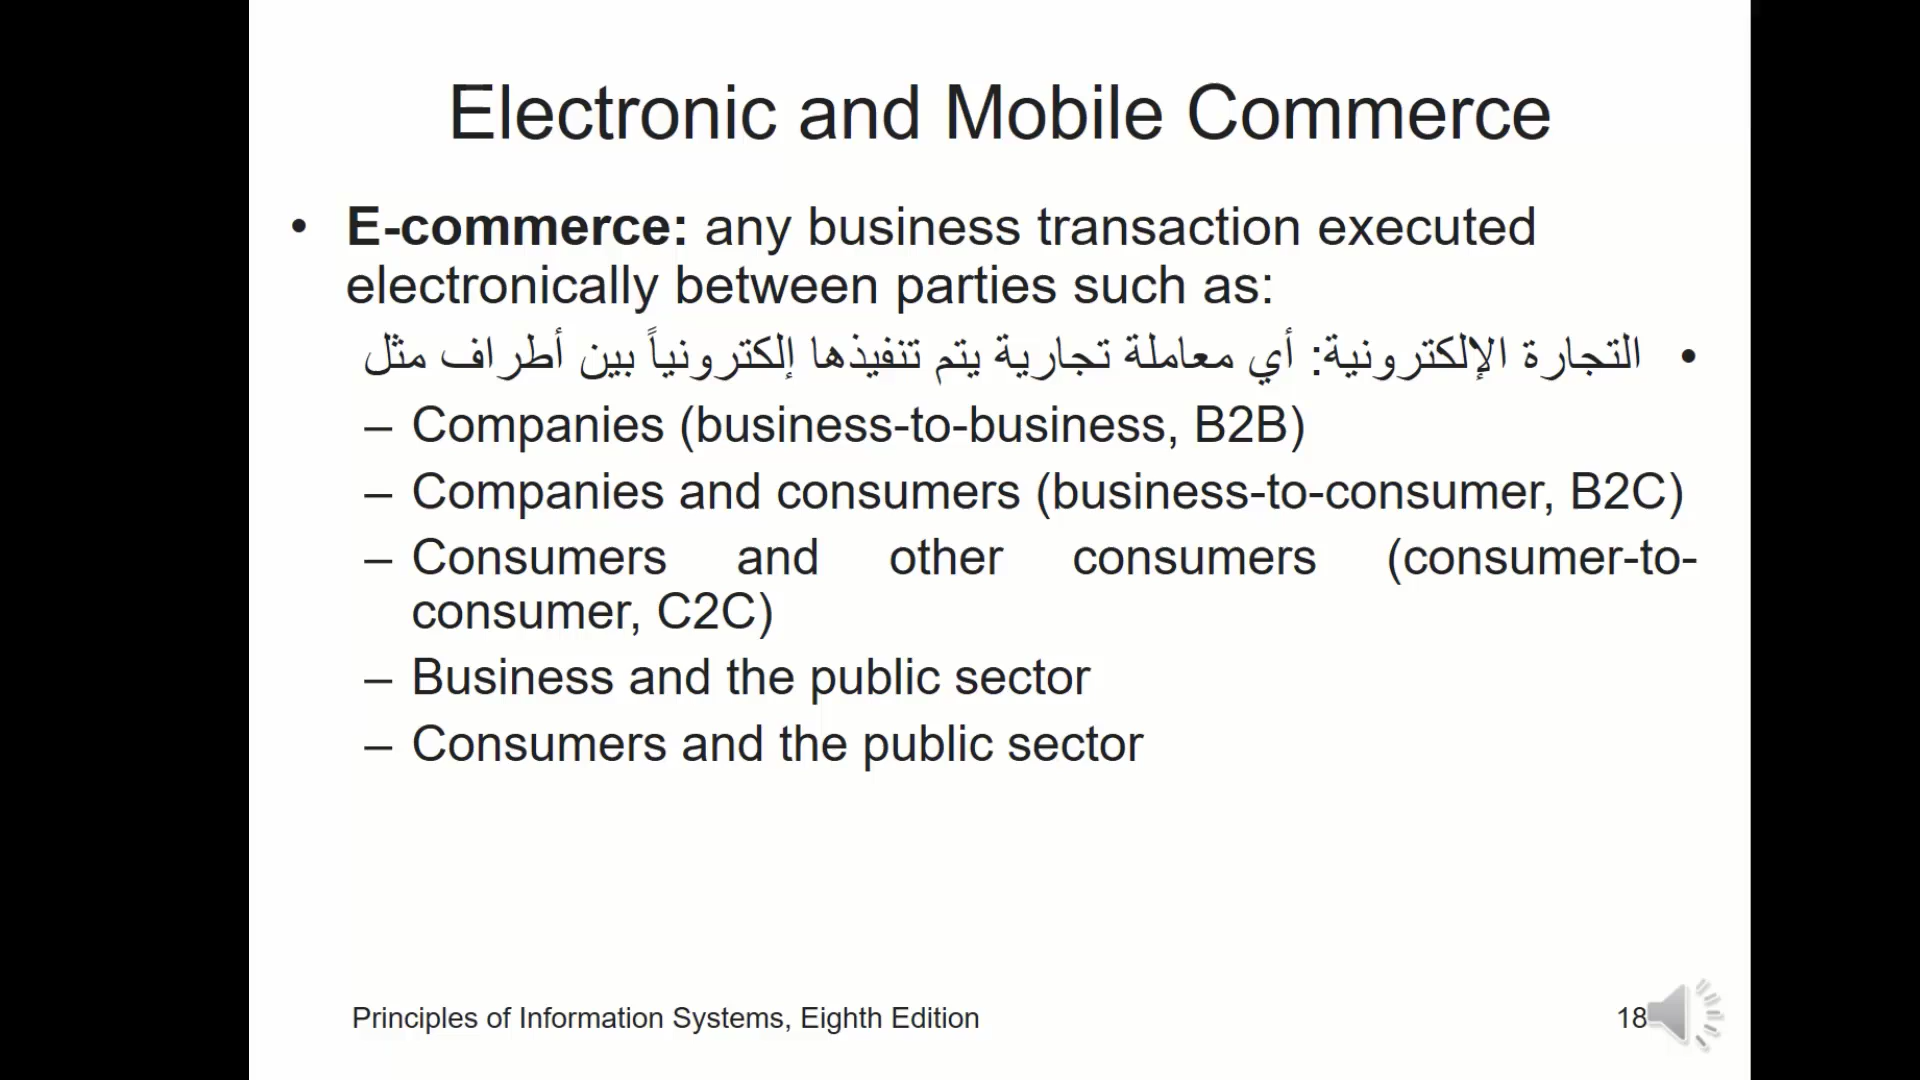 Electronic and Mobile Commerce
• E-commerce: any business transaction executed
electronically between parties such as:
• التجارة الإلكترونية: أي معاملة تجارية يتم تنفيذها إلكترونياً بين أطراف مثل
– Companies (business-to-business, B2B)
– Companies and consumers (business-to-consumer, B2C)
– Consumers and other consumers (consumer-to-
consumer, C2C)
– Business and the public sector
– Consumers and the public sector
Principles of Information Systems, Eighth Edition
18